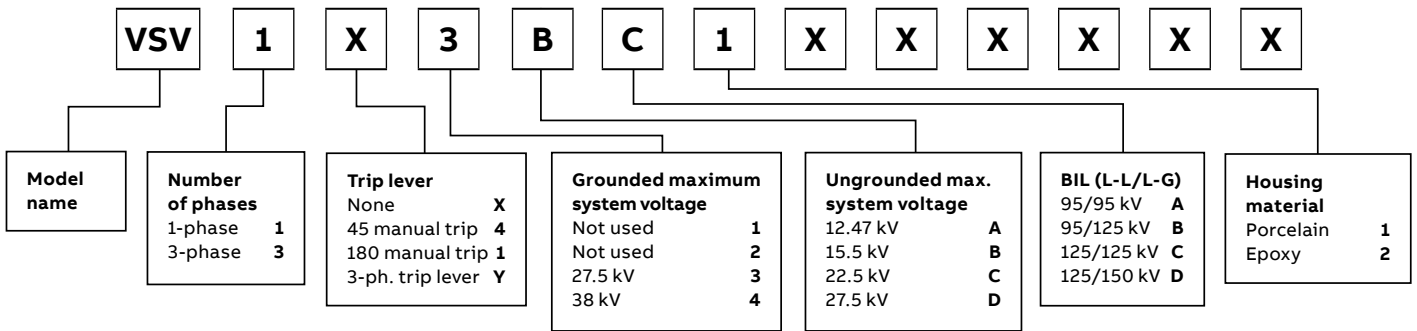 VSV 1 X 3 B C 1 X X X X X X
Model
name
Number
of phases
1-phase 1
3-phase 3
Trip lever
None X
45 manual trip 4
180 manual trip 1
3-ph. trip lever Y
Grounded maximum
system voltage
Not used 1
Not used 2
27.5 kV 3
38 kV 4
Ungrounded max.
system voltage
12.47 kV A
15.5 kV B
22.5 kV C
27.5 kV D
BIL (L-L/L-G)
95/95 kV A
95/125 kV B
125/125 kV C
125/150 kV D
Housing
material
Porcelain 1
Epoxy 2